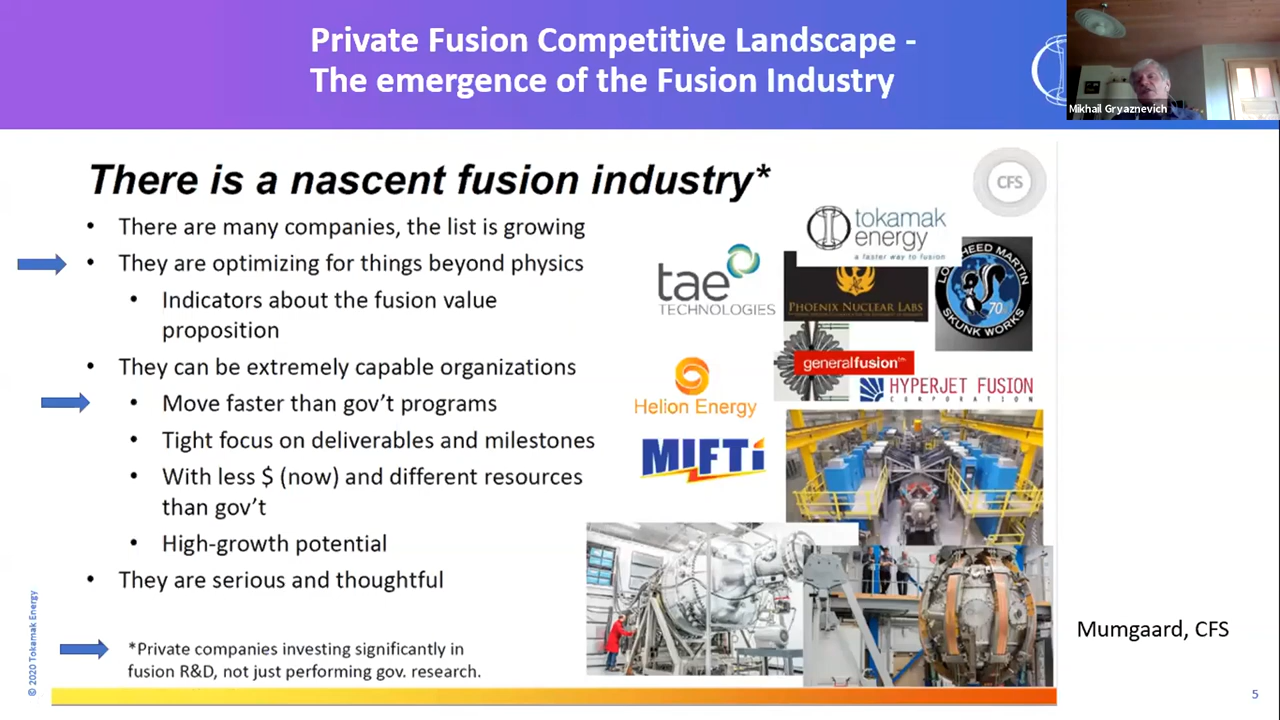 Private Fusion Competitive Landscape -
The emergence of the Fusion Industry
Mikhail Gryaznevich
There is a nascent fusion industry*
CFS
• There are many companies, the list is growing
• They are optimizing for things beyond physics
• Indicators about the fusion value
proposition
• They can be extremely capable organizations
• Move faster than gov't programs
• Tight focus on deliverables and milestones
• With less $ (now) and different resources
than gov't
• High-growth potential
• They are serious and thoughtful
*Private companies investing significantly in
fusion R&D, not just performing gov. research.
tokamak
energy
a faster way to fusion
tae
TECHNOLOGIES
PHOENIX NUCLEAR LABS
MARTIN
SKUNK WORKS
70
generalfusion
HYPERJET FUSION
CORPORATION
Helion Energy
MIFTi
Mumgaard, CFS
© 2020 Tokamak Energy
5